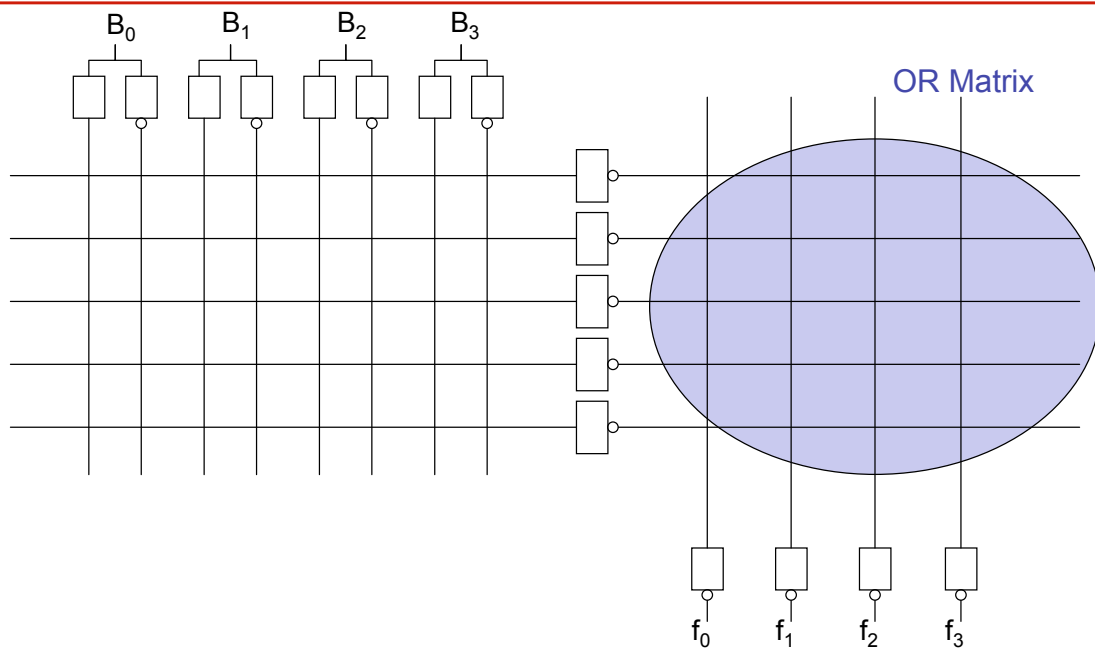 B₀ B₁ B₂ B₃
OR Matrix
f₀ f₁ f₂ f₃